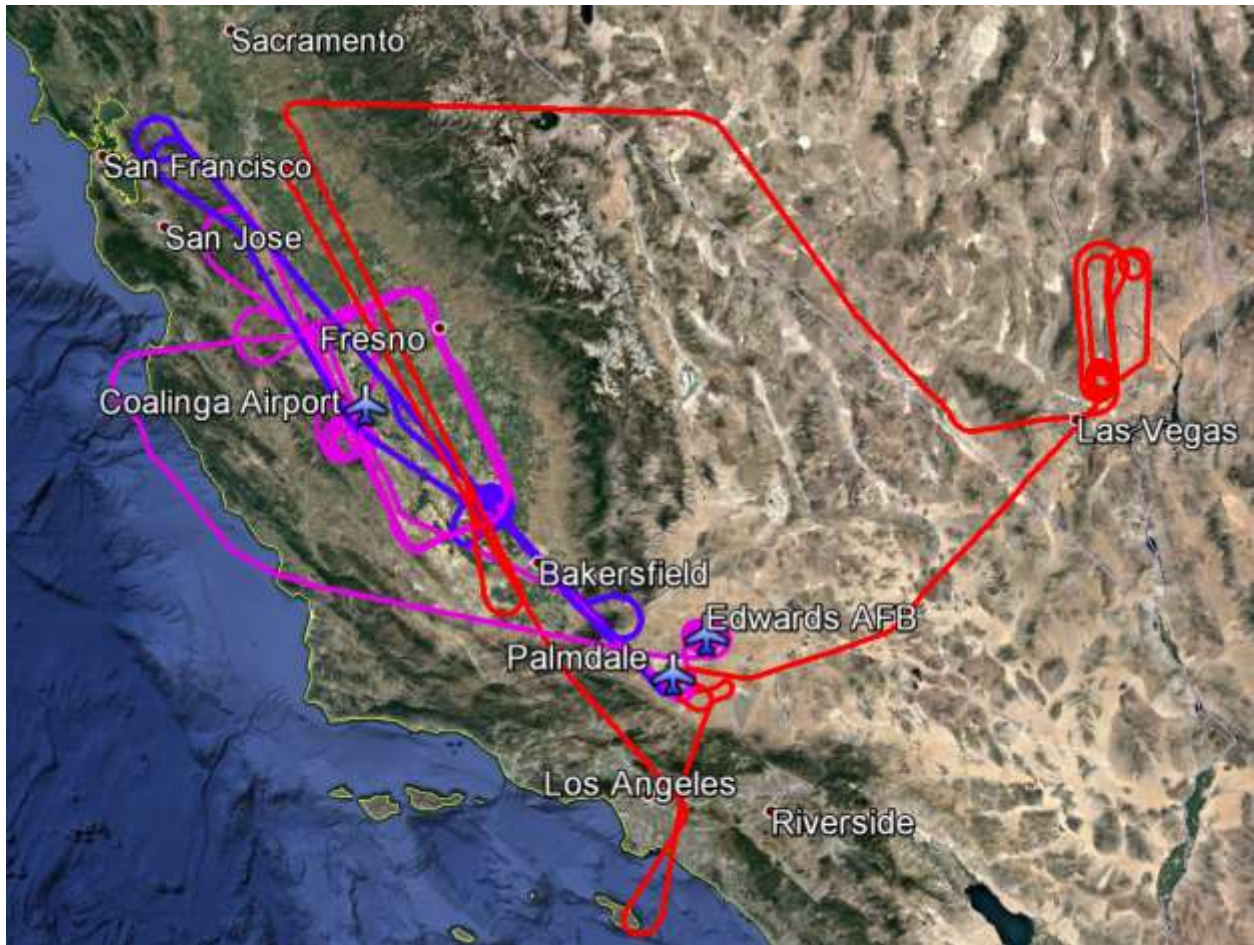 Sacramento
San Francisco
San Jose
Fresno
Coalinga Airport
Las Vegas
Bakersfield
Edwards AFB
Palmdale
Los Angeles
Riverside